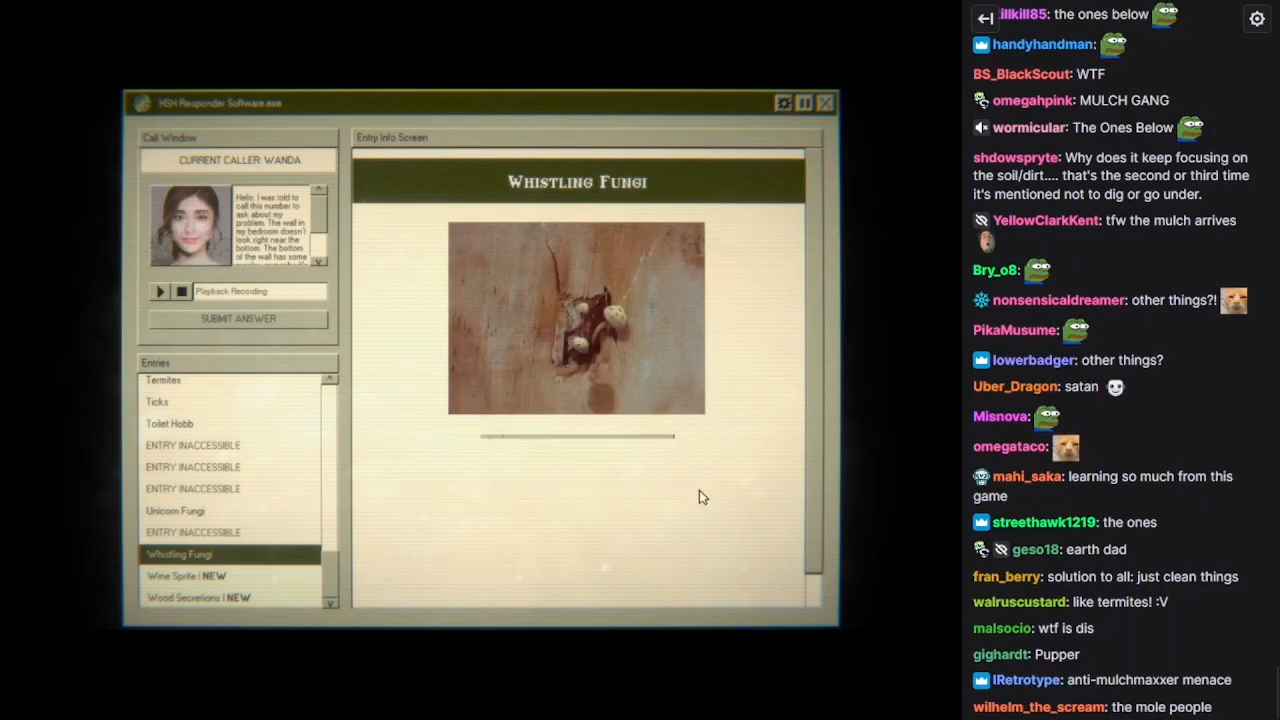 HSH Responder Software.exe
Call Window
CURRENT CALLER: WANDA
Hello. I was told to
call this number to
ask about my
problem. The wall in
my bedroom doesn't
look right near the
bottom. The bottom
of the wall has some
Playback Recording
SUBMIT ANSWER
Entries
Termites
Ticks
Toilet Hobb
ENTRY INACCESSIBLE
ENTRY INACCESSIBLE
ENTRY INACCESSIBLE
Unicorn Fungi
ENTRY INACCESSIBLE
Whistling Fungi
Wine Sprite | NEW
Wood Secretions | NEW
Entry Info Screen
WHISTLING FUNGI
illkill85: the ones below
handyhandman:
BS_BlackScout: WTF
omegahpink: MULCH GANG
wormicular: The Ones Below
shdowspryte: Why does it keep focusing on
the soil/dirt.... that's the second or third time
it's mentioned not to dig or go under.
YellowClarkKent: tfw the mulch arrives
Bry_o8:
nonsensicaldreamer: other things?!
PikaMusume:
lowerbadger: other things?
Uber_Dragon: satan
Misnova:
omegataco:
mahi_saka: learning so much from this
game
streethawk1219: the ones
geso18: earth dad
fran_berry: solution to all: just clean things
walruscustard: like termites! :V
malsocio: wtf is dis
gighardt: Pupper
IRetrotype: anti-mulchmaxxer menace
wilhelm_the_scream: the mole people